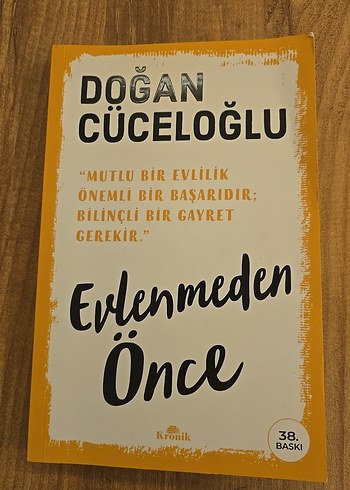 DOĞAN
CÜCELOĞLU
“MUTLU BİR EVLİLİK
ÖNEMLİ BİR BAŞARIDIR;
BİLİNÇLİ BİR GAYRET
GEREKİR.”
Evlenmeden
Önce
Kronik
38.
BASKI